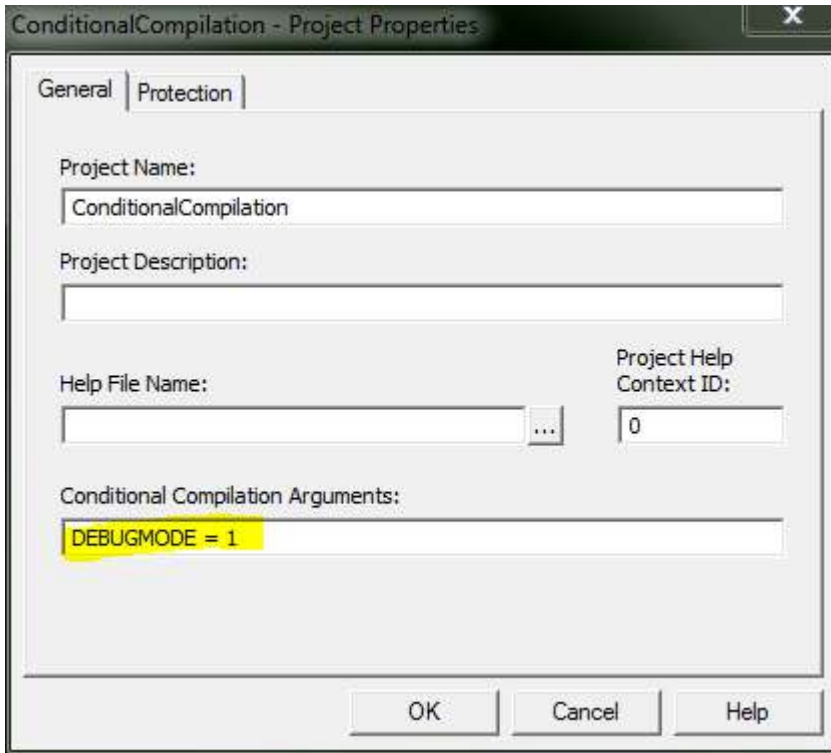 ConditionalCompilation - Project Properties
x
General
Protection
Project Name:
ConditionalCompilation
Project Description:
Help File Name:
...
Project Help
Context ID:
0
Conditional Compilation Arguments:
DEBUGMODE = 1
OK
Cancel
Help